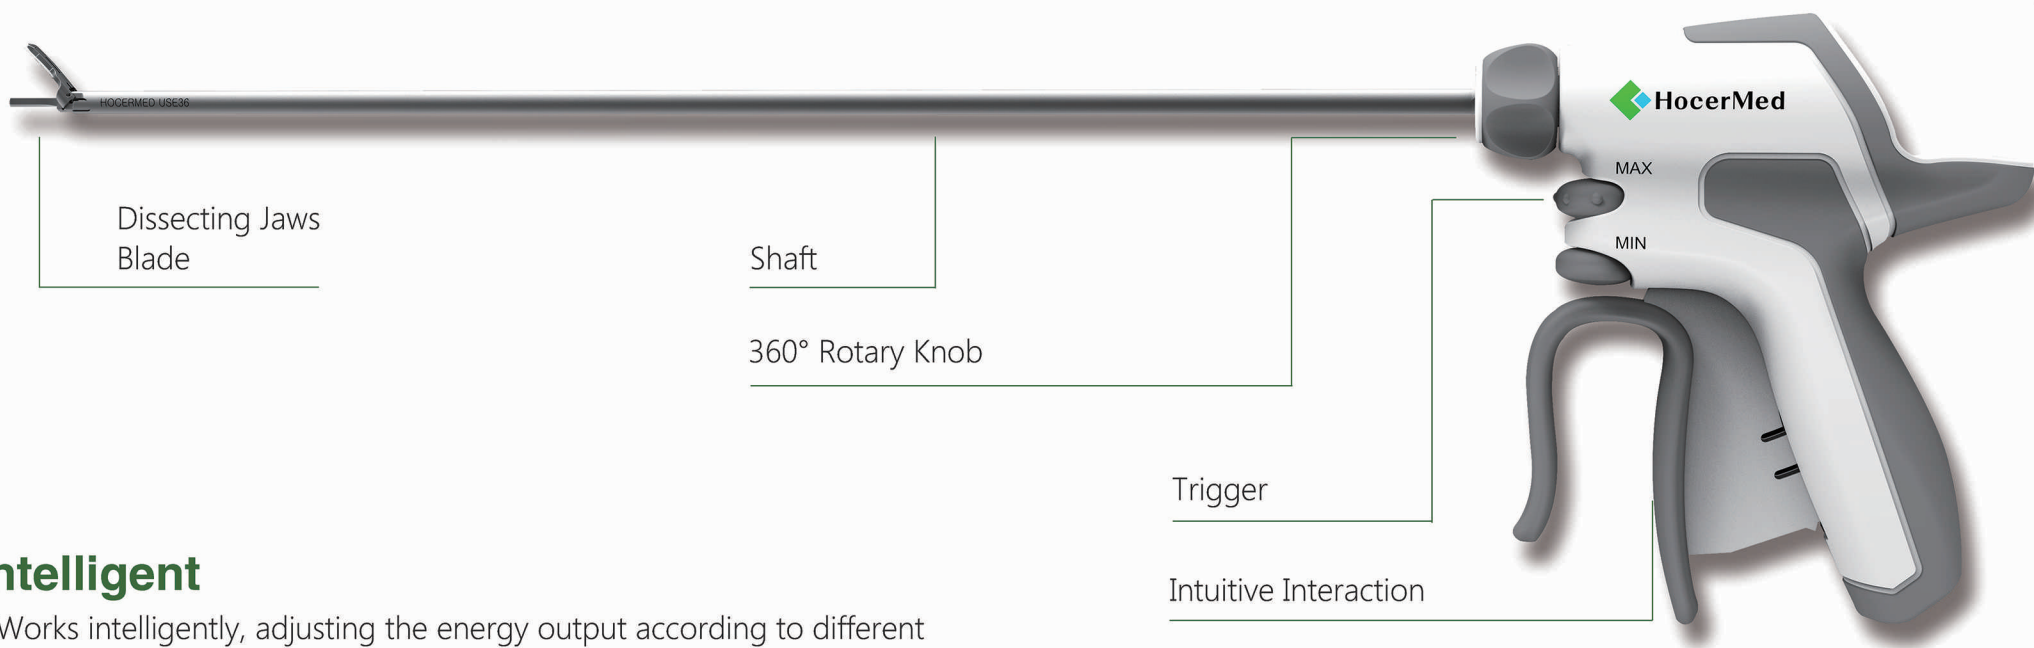 HOCERMED USE36
HocerMed
MAX
MIN
Dissecting Jaws
Blade
Shaft
360° Rotary Knob
Trigger
Intuitive Interaction
ntelligent
Works intelligently, adjusting the energy output according to different